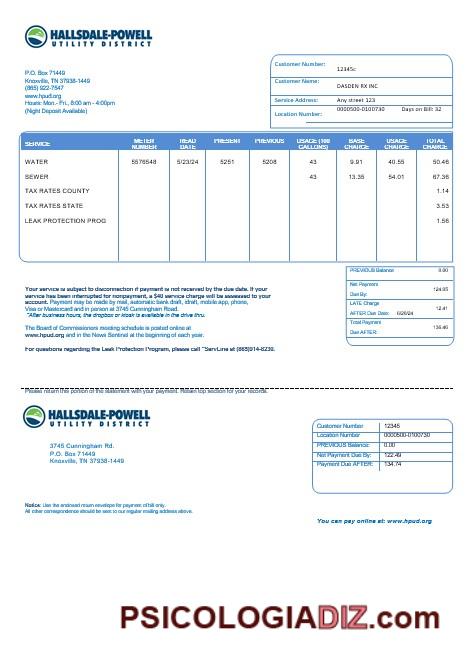 HALLSDALE-POWELL
UTILITY DISTRICT
P.O. Box 71449
Knoxville, TN 37938-1449
(865) 922-7547
www.hpud.org
Hours: Mon.- Fri., 8:00 am - 4:00pm
(Night Deposit Available)
Customer Number: 12345c
Customer Name: DASDEN RX INC
Service Address: Any street 123
Location Number: 0000500-0100730 Days on Bill: 32
SERVICE METER NUMBER READ DATE PRESENT PREVIOUS USAGE (100 GALLONS) BASE CHARGE USAGE CHARGE TOTAL CHARGE
WATER 5576548 5/23/24 5251 5208 43 9.91 40.55 50.46
SEWER 43 13.35 54.01 67.36
TAX RATES COUNTY 1.14
TAX RATES STATE 3.53
LEAK PROTECTION PROG 1.56
PREVIOUS Balance 0.00
Net Payment Due By: 124.05
LATE Charge AFTER Due Date: 6/26/24 12.41
Total Payment Due AFTER: 136.46
Your service is subject to disconnection if payment is not received by the due date. If your
service has been interrupted for nonpayment, a $40 service charge will be assessed to your
account. Payment may be made by mail, automatic bank draft, idraft, mobile app, phone,
Visa or Mastercard and in person at 3745 Cunningham Road.
*After business hours, the dropbox or kiosk is available in the drive thru.
The Board of Commissioners meeting schedule is posted online at
www.hpud.org and in the News Sentinel at the beginning of each year.
For questions regarding the Leak Protection Program, please call
Please return this portion of the statement with your payment. Retain top section for your records.
HALLSDALE-POWELL
UTILITY DISTRICT
3745 Cunningham Rd.
P.O. Box 71449
Knoxville, TN 37938-1449
Customer Number 12345
Location Number 0000500-0100730
PREVIOUS Balance: 0.00
Net Payment Due By: 122.49
Payment Due AFTER: 134.74
Notice: Use the enclosed return envelope for payment of bill only.
All other correspondence should be sent to our regular mailing address above.
You can pay online at: www.hpud.org
PSICOLOGIADIZ.com